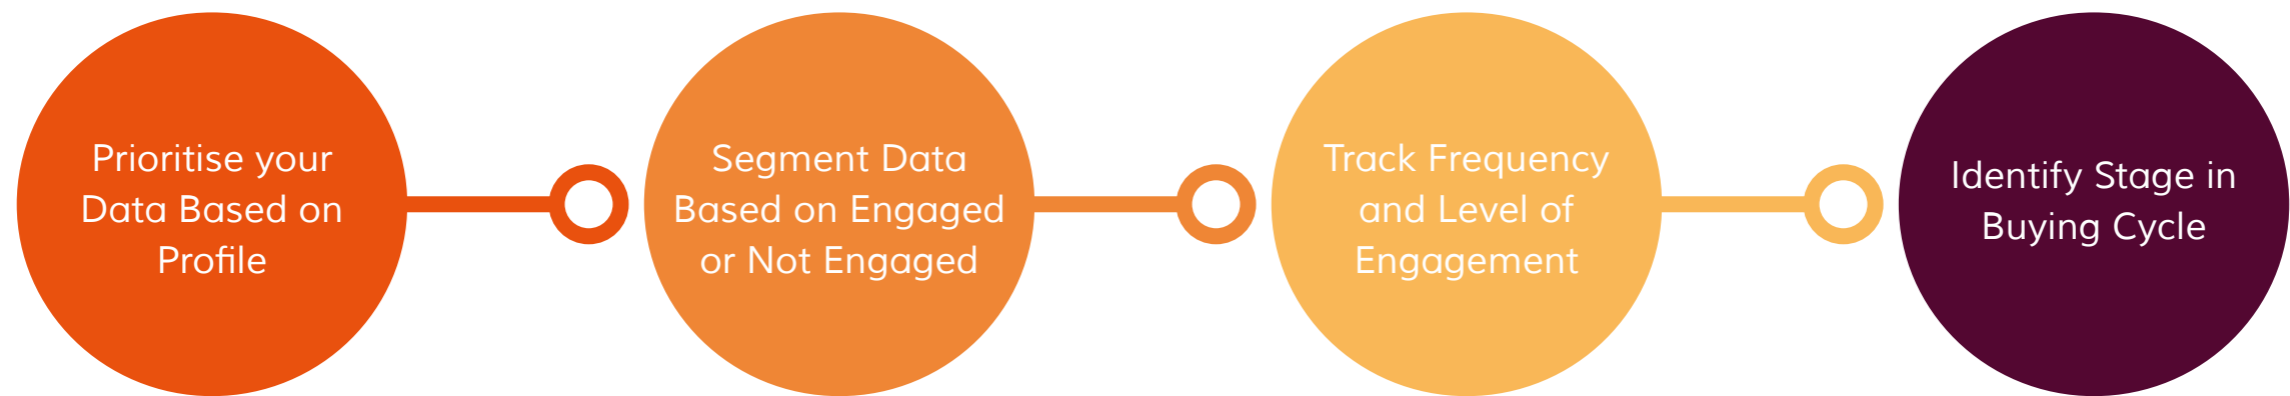 Prioritise your
Data Based on
Profile
Segment Data
Based on Engaged
or Not Engaged
Track Frequency
and Level of
Engagement
Identify Stage in
Buying Cycle